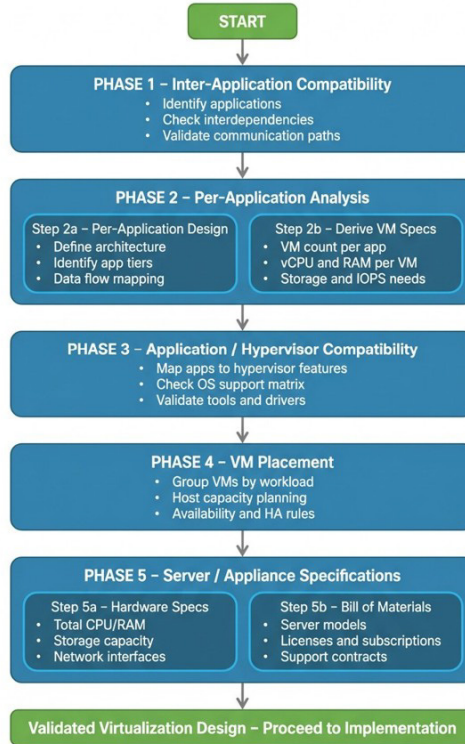 START
PHASE 1 – Inter-Application Compatibility
• Identify applications
• Check interdependencies
• Validate communication paths
PHASE 2 – Per-Application Analysis
Step 2a – Per-Application Design
• Define architecture
• Identify app tiers
• Data flow mapping
Step 2b – Derive VM Specs
• VM count per app
• vCPU and RAM per VM
• Storage and IOPS needs
PHASE 3 – Application / Hypervisor Compatibility
• Map apps to hypervisor features
• Check OS support matrix
• Validate tools and drivers
PHASE 4 – VM Placement
• Group VMs by workload
• Host capacity planning
• Availability and HA rules
PHASE 5 – Server / Appliance Specifications
Step 5a – Hardware Specs
• Total CPU/RAM
• Storage capacity
• Network interfaces
Step 5b – Bill of Materials
• Server models
• Licenses and subscriptions
• Support contracts
Validated Virtualization Design – Proceed to Implementation